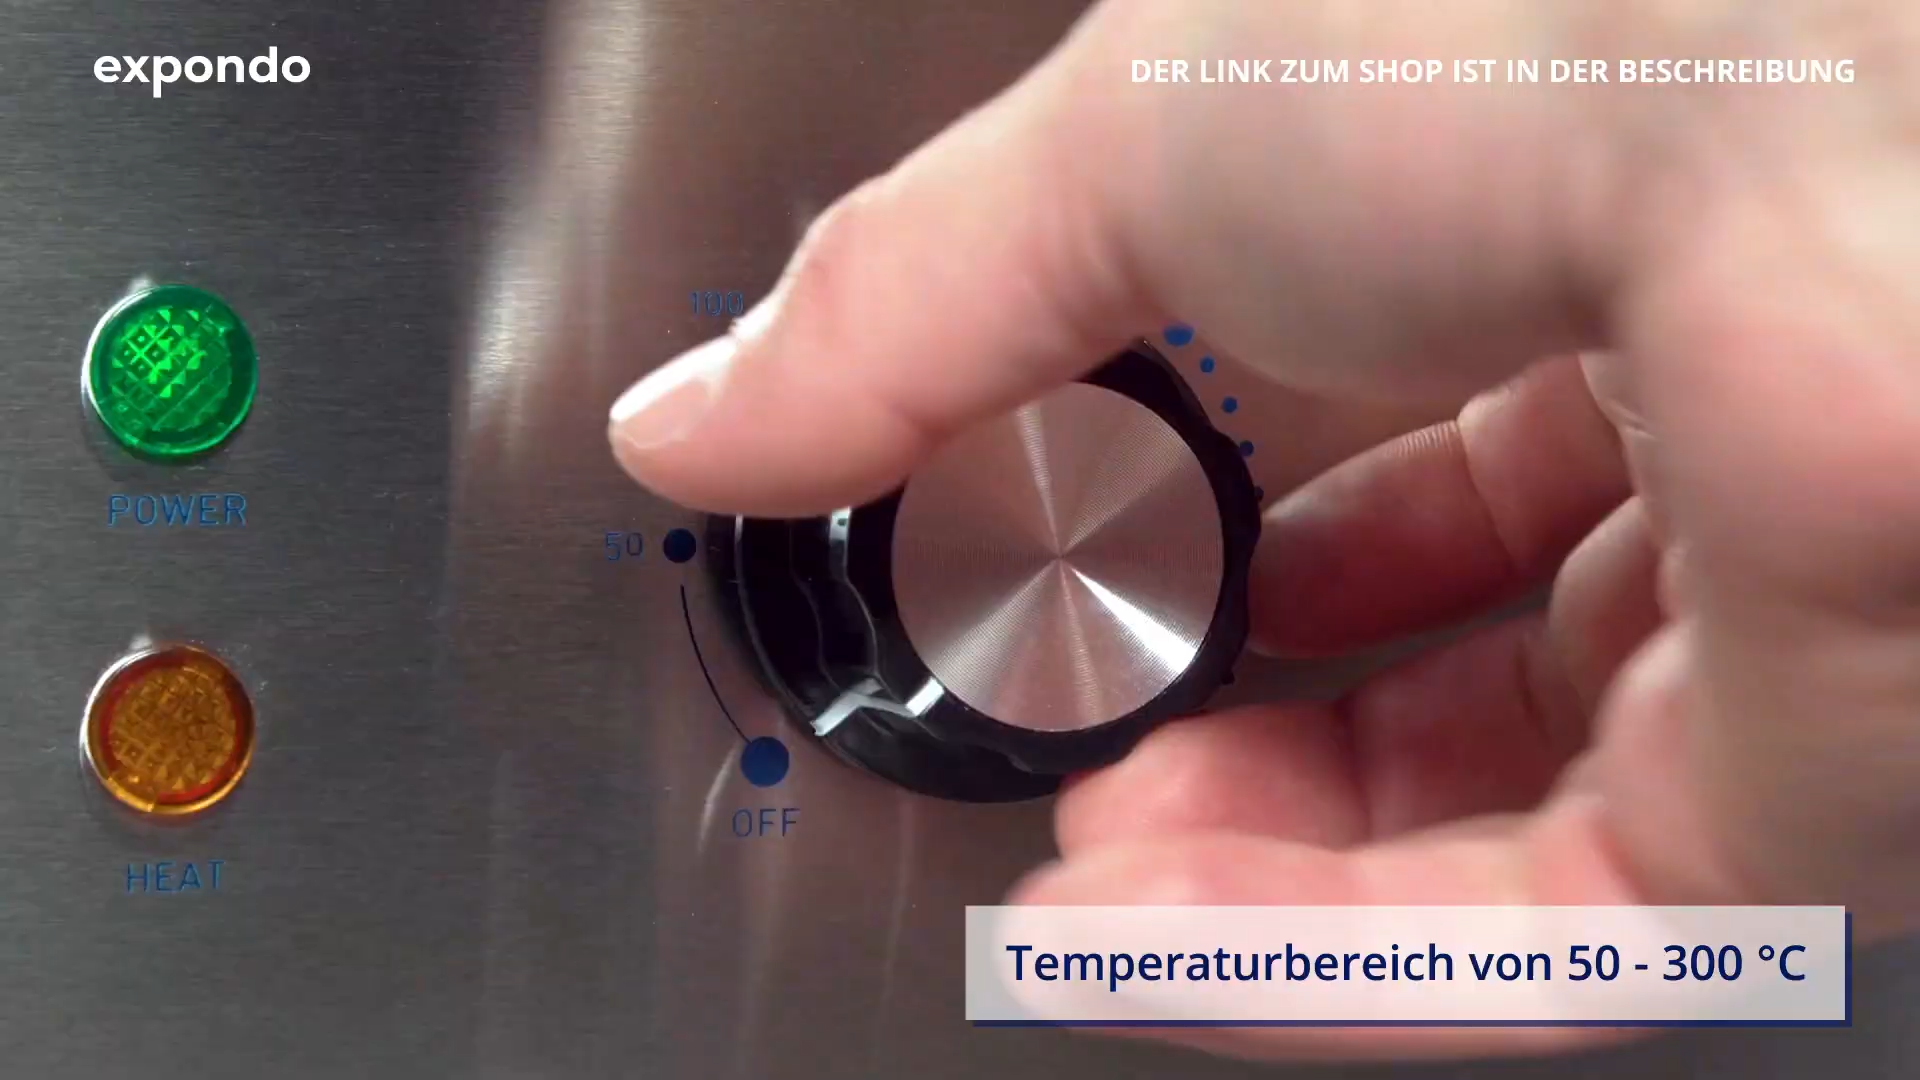 expondo
DER LINK ZUM SHOP IST IN DER BESCHREIBUNG
100
POWER
50
OFF
HEAT
Temperaturbereich von 50 - 300 °C